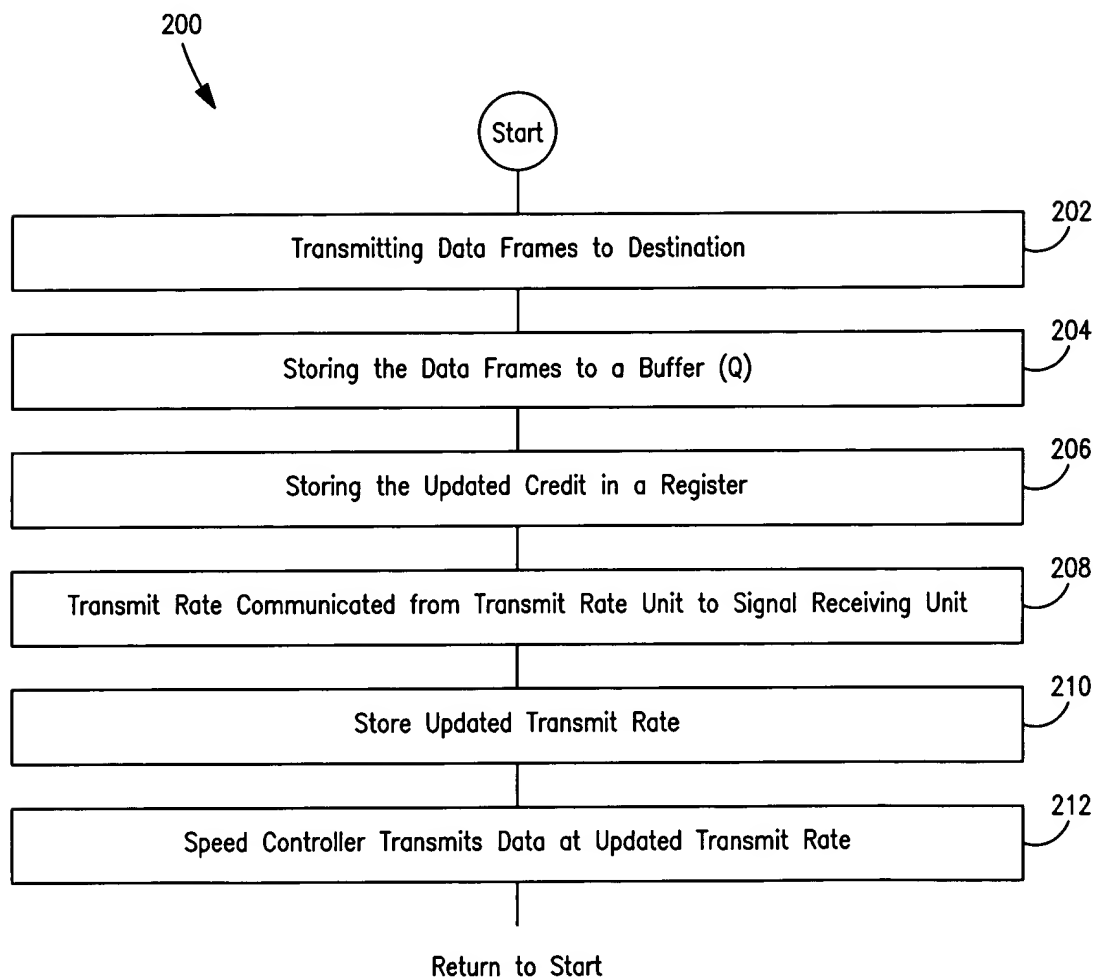 200
Start
202
Transmitting Data Frames to Destination
204
Storing the Data Frames to a Buffer (Q)
206
Storing the Updated Credit in a Register
208
Transmit Rate Communicated from Transmit Rate Unit to Signal Receiving Unit
210
Store Updated Transmit Rate
212
Speed Controller Transmits Data at Updated Transmit Rate
Return to Start